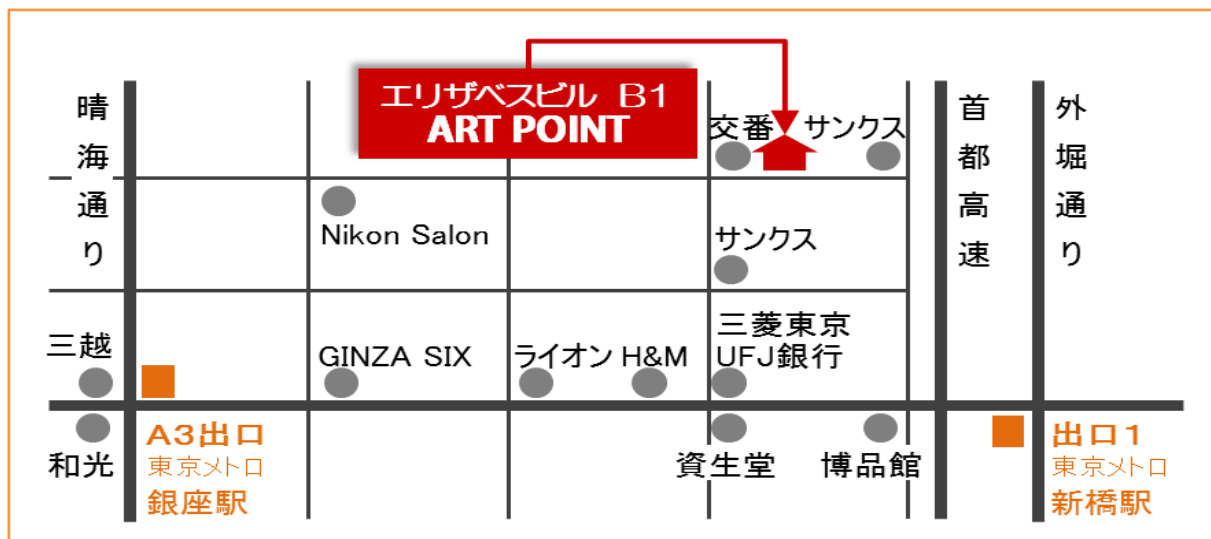 エリザベスビル B1
ART POINT
晴海通り
交番
サンクス
首都高速
外堀通り
Nikon Salon
サンクス
三越
GINZA SIX
ライオン
H&M
三菱東京
UFJ銀行
和光
A3出口
東京メトロ
銀座駅
資生堂
博品館
出口1
東京メトロ
新橋駅